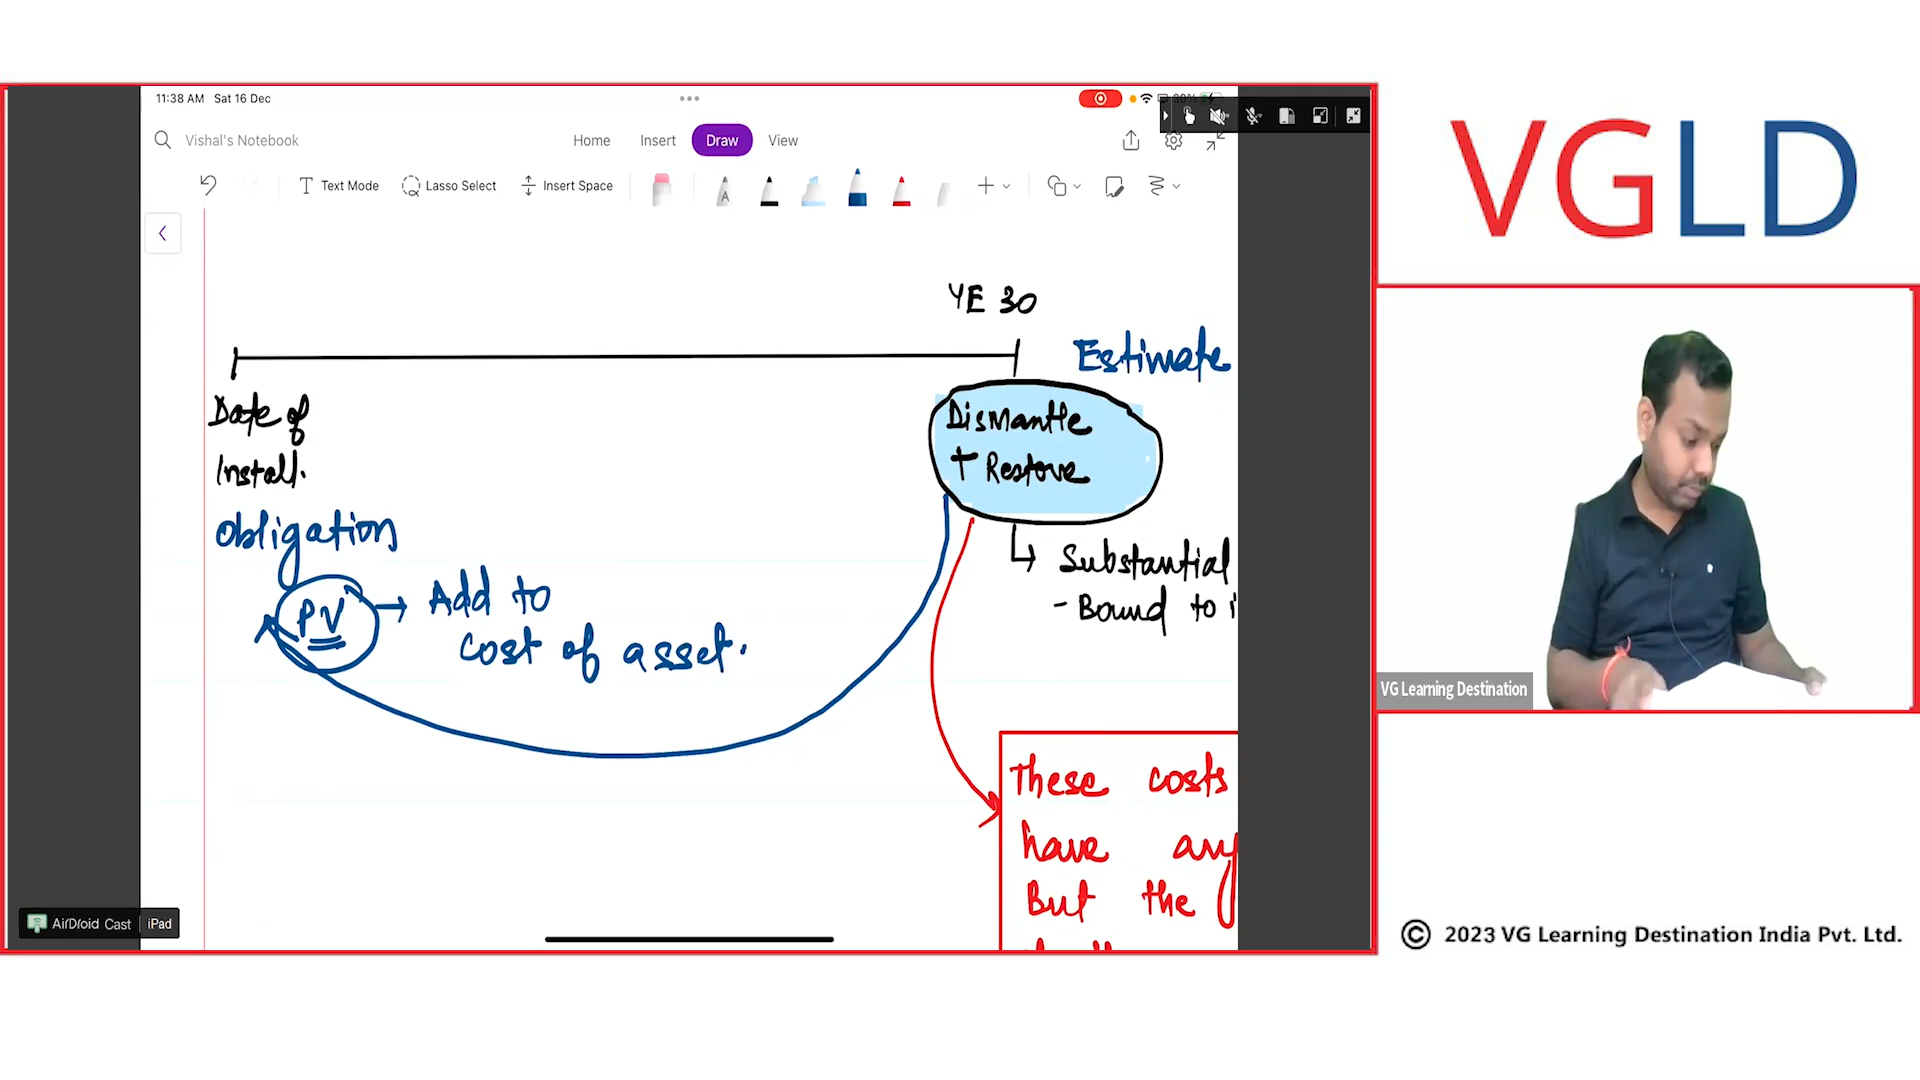 11:38 AM Sat 16 Dec
80%
Vishal's Notebook
Home Insert Draw View
Text Mode Lasso Select Insert Space
VGLD
YE 30
Estimate
Date of
Install.
Dismantle
+ Restore
Obligation
PV → Add to
cost of asset.
↳ Substantial
- Bound to i
These costs
have any
But the
VG Learning Destination
AirDroid Cast iPad
© 2023 VG Learning Destination India Pvt. Ltd.